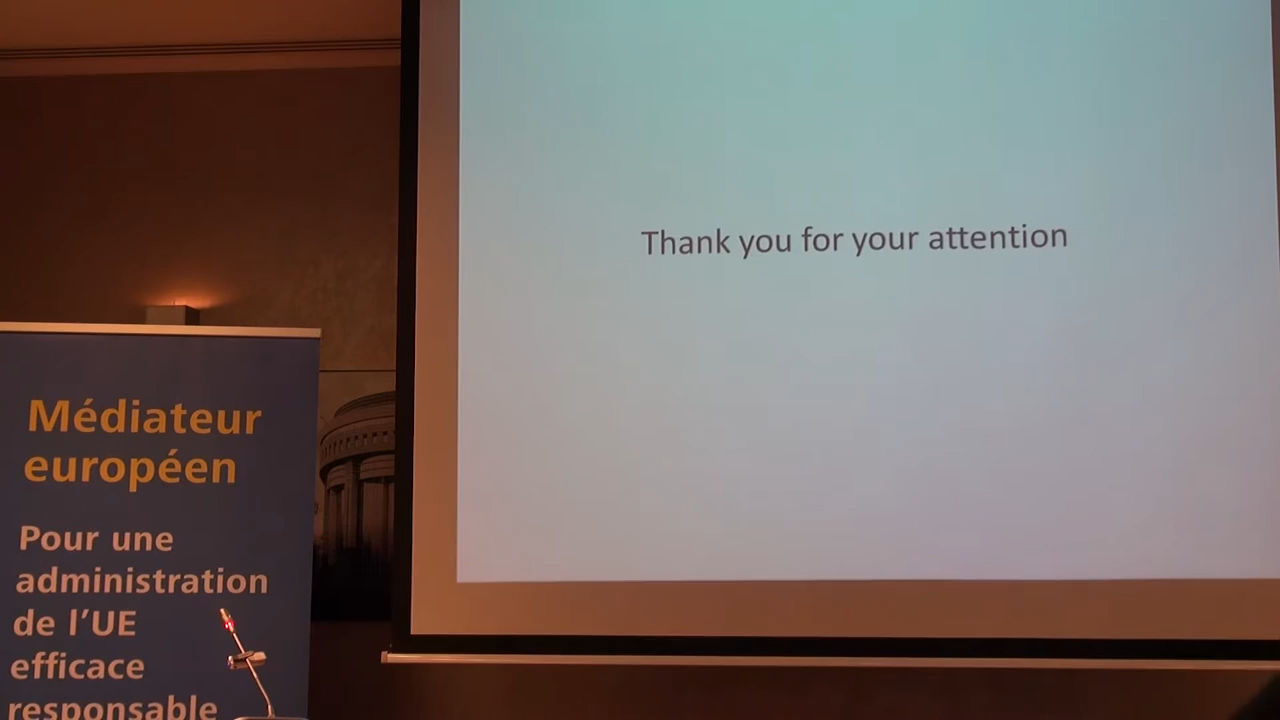 Thank you for your attention
Médiateur
européen
Pour une
administration
de l'UE
efficace
responsable